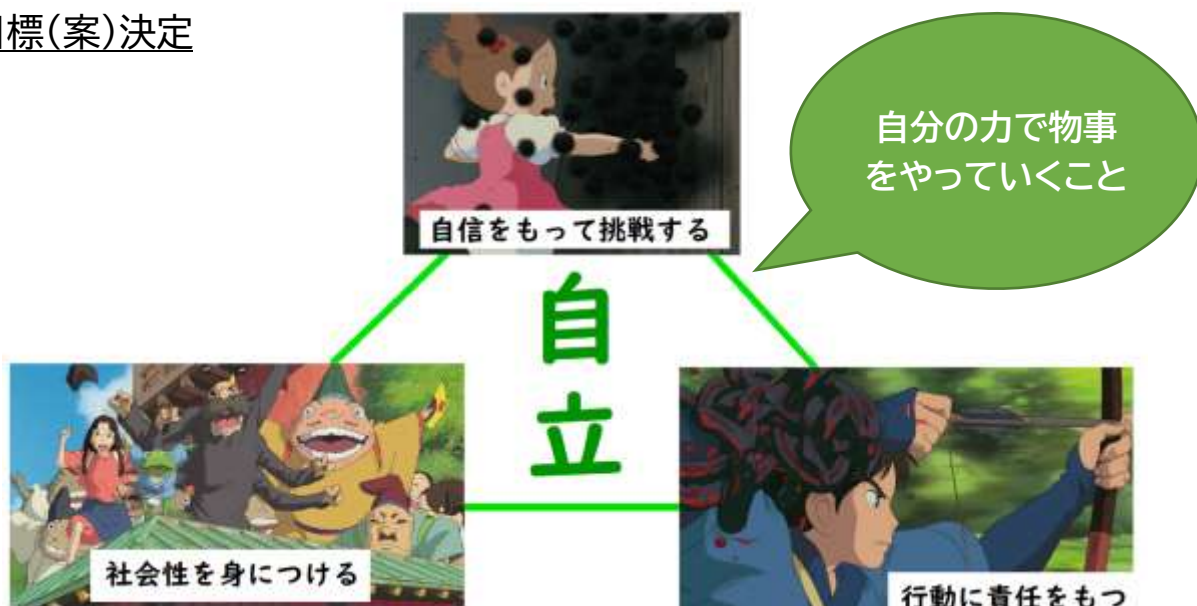 目標(案)決定
自分の力で物事
をやっていくこと
自信をもって挑戦する
自
立
社会性を身につける
行動に責任をもつ